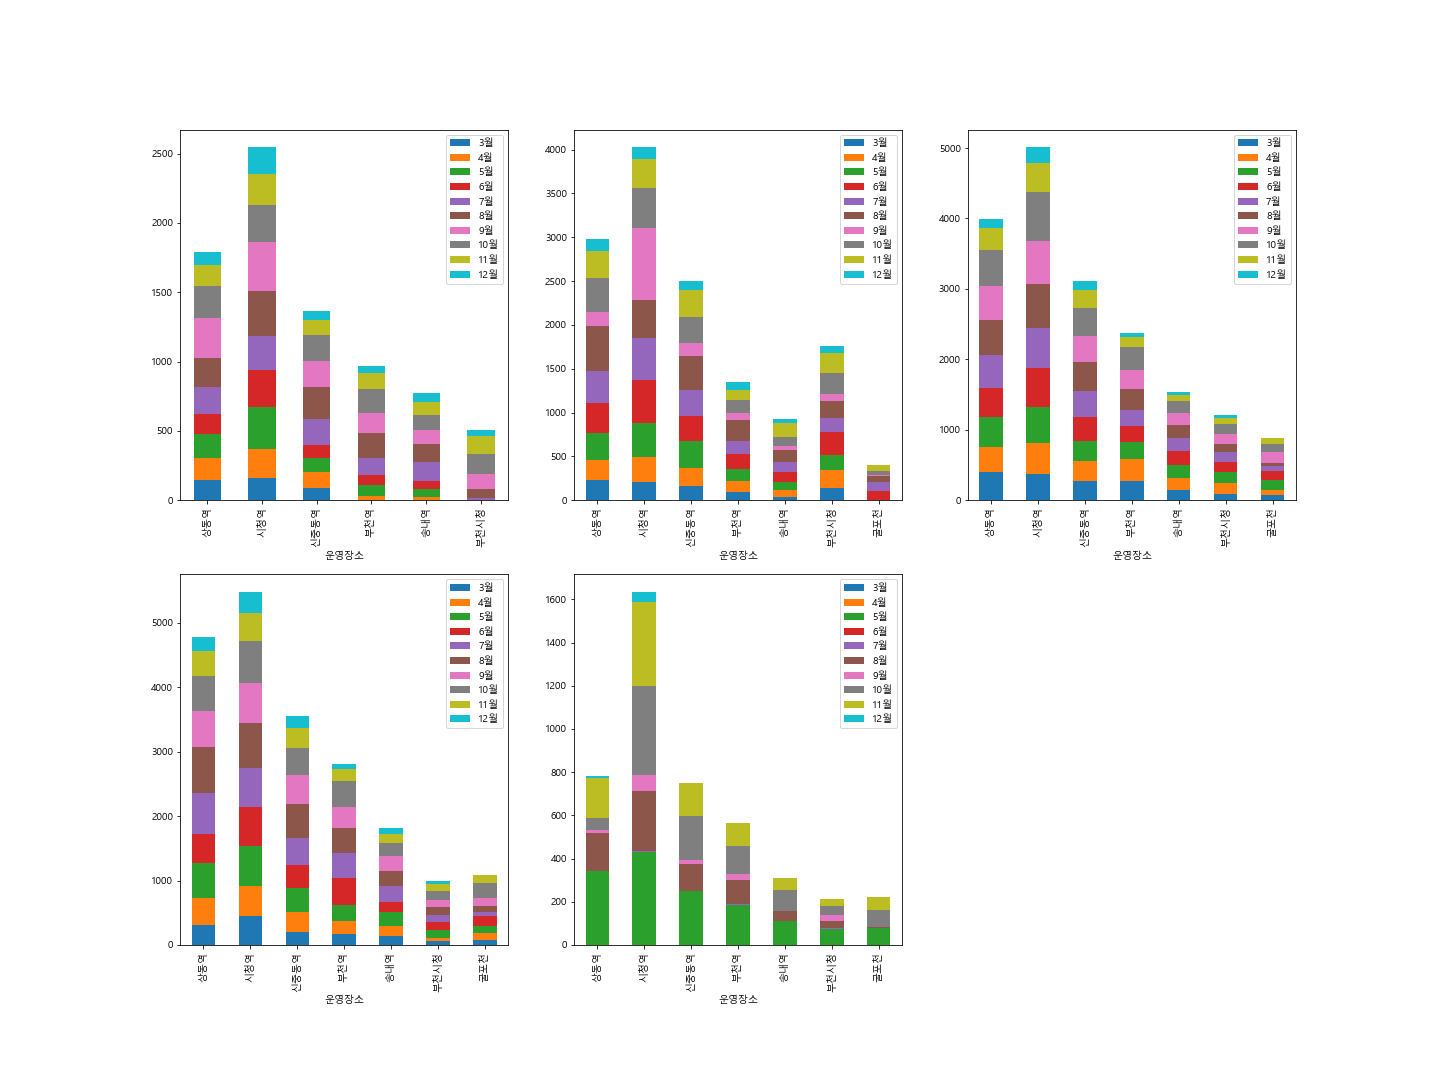 2500
2000
1500
1000
500
0
3월
4월
5월
6월
7월
8월
9월
10월
11월
12월
상동역
시청역
신중동역
부천역
송내역
부천시청
운영장소
4000
3500
3000
2500
2000
1500
1000
500
0
3월
4월
5월
6월
7월
8월
9월
10월
11월
12월
상동역
시청역
신중동역
부천역
송내역
부천시청
굴포천
운영장소
5000
4000
3000
2000
1000
0
3월
4월
5월
6월
7월
8월
9월
10월
11월
12월
상동역
시청역
신중동역
부천역
송내역
부천시청
굴포천
운영장소
5000
4000
3000
2000
1000
0
3월
4월
5월
6월
7월
8월
9월
10월
11월
12월
상동역
시청역
신중동역
부천역
송내역
부천시청
굴포천
운영장소
1600
1400
1200
1000
800
600
400
200
0
3월
4월
5월
6월
7월
8월
9월
10월
11월
12월
상동역
시청역
신중동역
부천역
송내역
부천시청
굴포천
운영장소